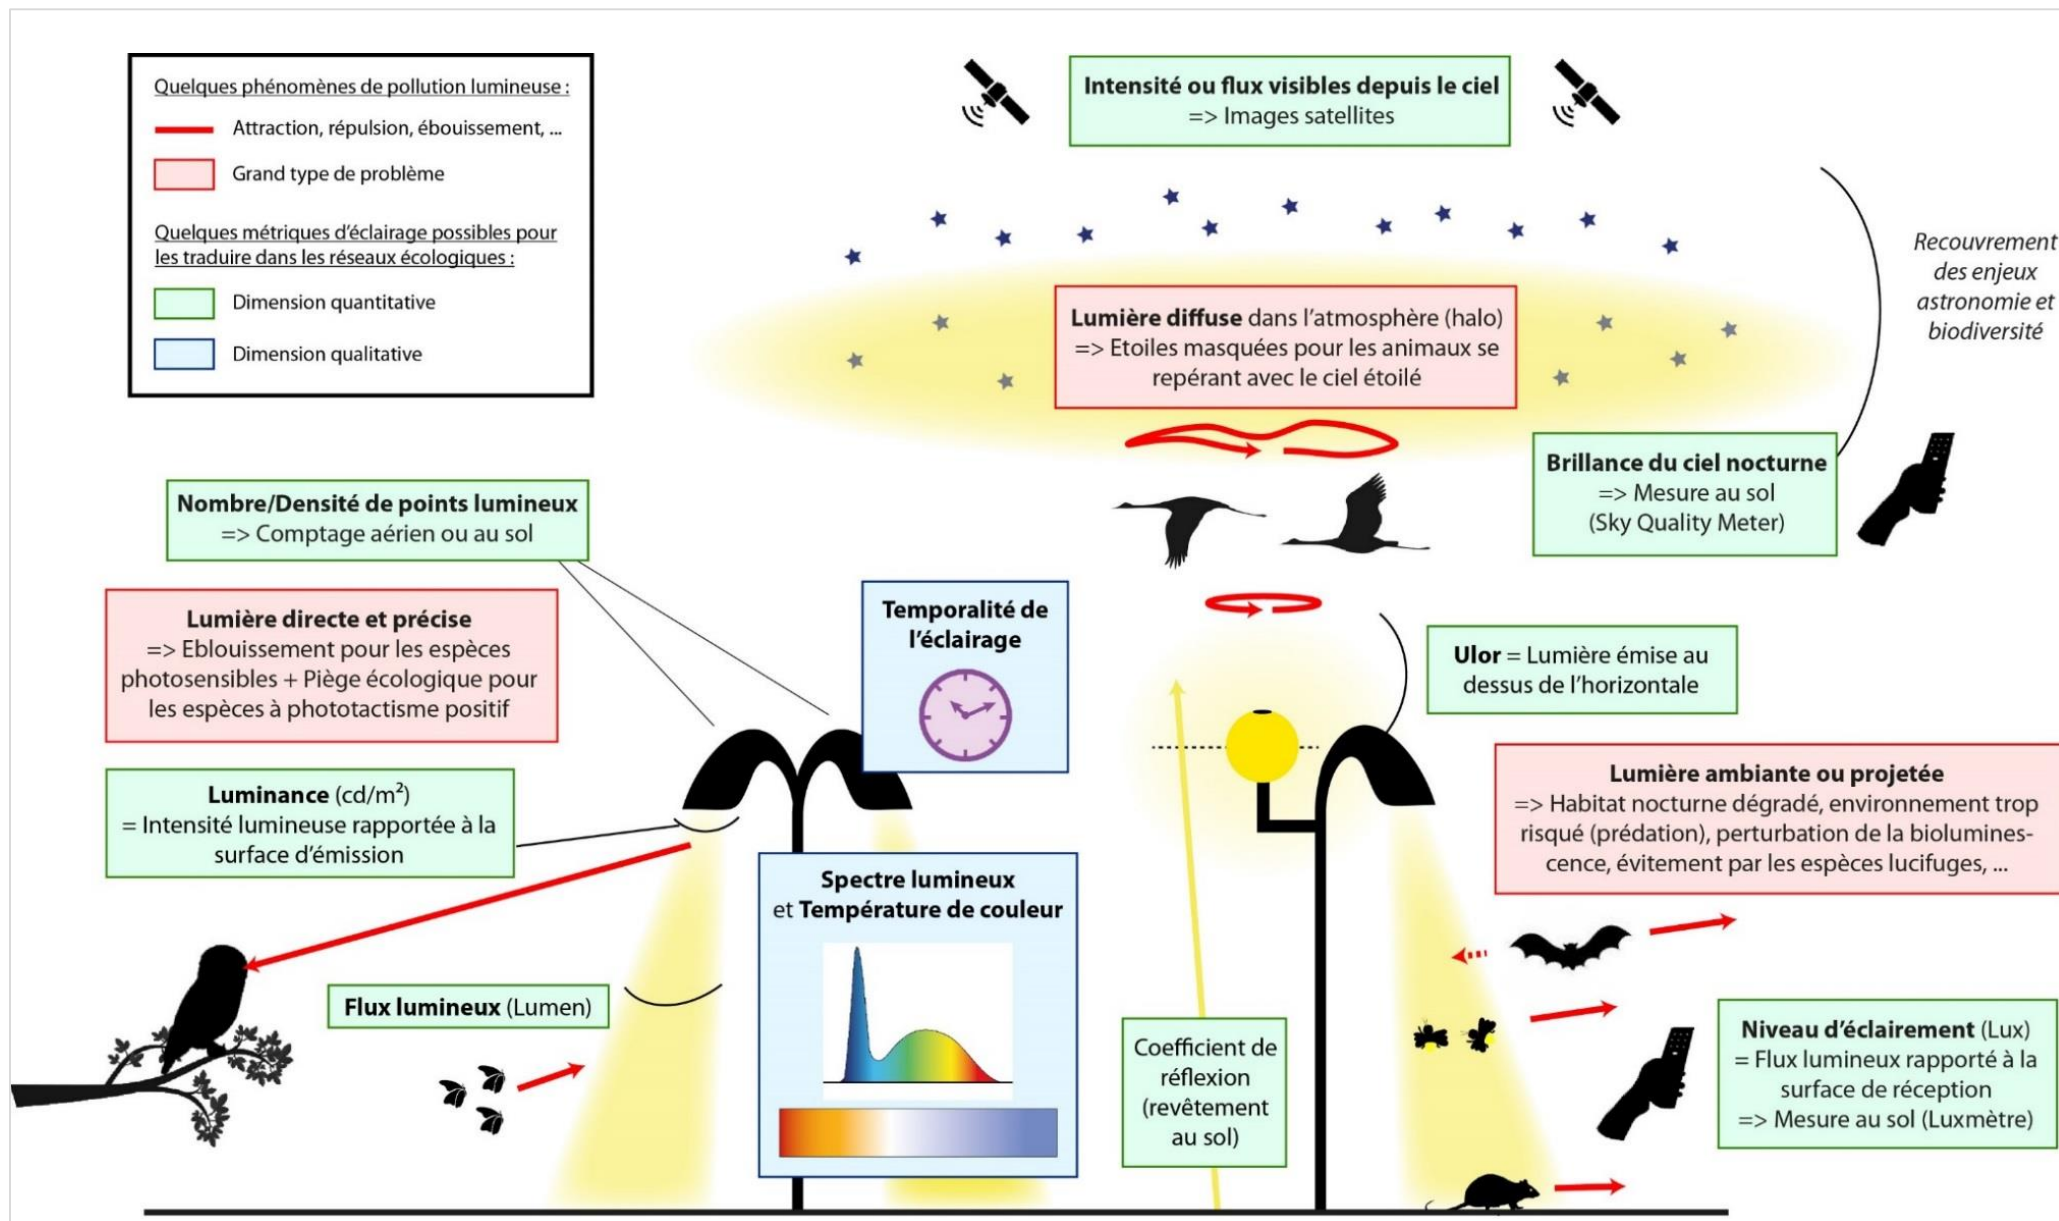 Quelques phénomènes de pollution lumineuse :
Attraction, répulsion, ébouissement, ...
Grand type de problème
Quelques métriques d'éclairage possibles pour
les traduire dans les réseaux écologiques :
Dimension quantitative
Dimension qualitative
Intensité ou flux visibles depuis le ciel
=> Images satellites
Recouvrement
des enjeux
astronomie et
biodiversité
Lumière diffuse dans l'atmosphère (halo)
=> Etoiles masquées pour les animaux se
repérant avec le ciel étoilé
Brillance du ciel nocturne
=> Mesure au sol
(Sky Quality Meter)
Nombre/Densité de points lumineux
=> Comptage aérien ou au sol
Lumière directe et précise
=> Eblouissement pour les espèces
photosensibles + Piège écologique pour
les espèces à phototactisme positif
Temporalité de
l'éclairage
Ulor = Lumière émise au
dessus de l'horizontale
Luminance (cd/m²)
= Intensité lumineuse rapportée à la
surface d'émission
Lumière ambiante ou projetée
=> Habitat nocturne dégradé, environnement trop
risqué (prédation), perturbation de la biolumines-
cence, évitement par les espèces lucifuges, ...
Spectre lumineux
et Température de couleur
Flux lumineux (Lumen)
Coefficient de
réflexion
(revêtement
au sol)
Niveau d'éclairement (Lux)
= Flux lumineux rapporté à la
surface de réception
=> Mesure au sol (Luxmètre)